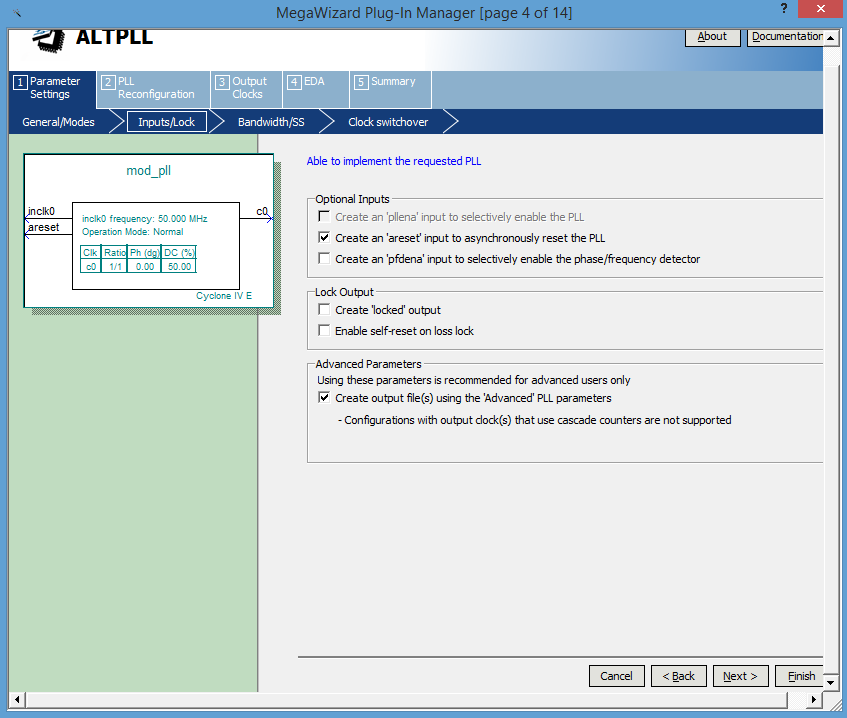 MegaWizard Plug-In Manager [page 4 of 14]
?
ALTPLL
About
Documentation
1 Parameter Settings
2 PLL Reconfiguration
3 Output Clocks
4 EDA
5 Summary
General/Modes
Inputs/Lock
Bandwidth/SS
Clock switchover
mod_pll
inclk0
areset
c0
inclk0 frequency: 50.000 MHz
Operation Mode: Normal
Clk Ratio Ph (dg) DC (%)
c0 1/1 0.00 50.00
Cyclone IV E
Able to implement the requested PLL
Optional Inputs
Create an 'pllena' input to selectively enable the PLL
Create an 'areset' input to asynchronously reset the PLL
Create an 'pfdena' input to selectively enable the phase/frequency detector
Lock Output
Create 'locked' output
Enable self-reset on loss lock
Advanced Parameters
Using these parameters is recommended for advanced users only
Create output file(s) using the 'Advanced' PLL parameters
- Configurations with output clock(s) that use cascade counters are not supported
Cancel
< Back
Next >
Finish